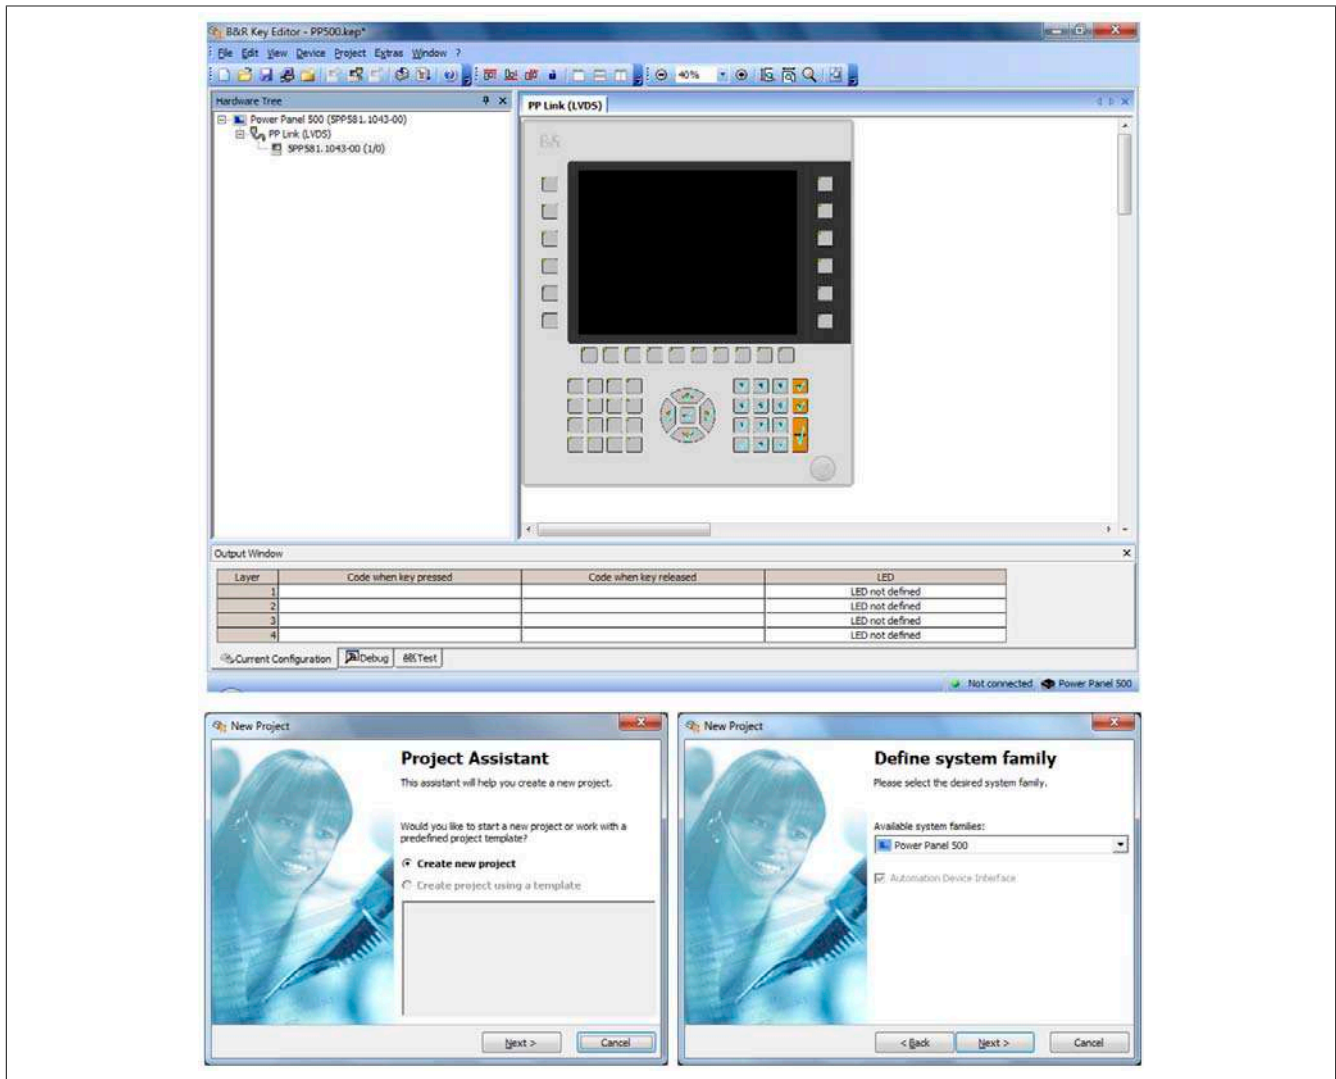 B&R Key Editor - PP500.kep*
File Edit View Device Project Extras Window ?
40%
Hardware Tree
Power Panel 500 (5PP581.1043-00)
PP Link (LVDS)
5PP581.1043-00 (1/0)
PP Link (LVDS)
B&R
Output Window
Layer Code when key pressed Code when key released LED
1 LED not defined
2 LED not defined
3 LED not defined
4 LED not defined
Current Configuration Debug Test
Not connected Power Panel 500
New Project
Project Assistant
This assistant will help you create a new project.
Would you like to start a new project or work with a
predefined project template?
Create new project
Create project using a template
Next > Cancel
New Project
Define system family
Please select the desired system family.
Available system families:
Power Panel 500
Automation Device Interface
< Back Next > Cancel